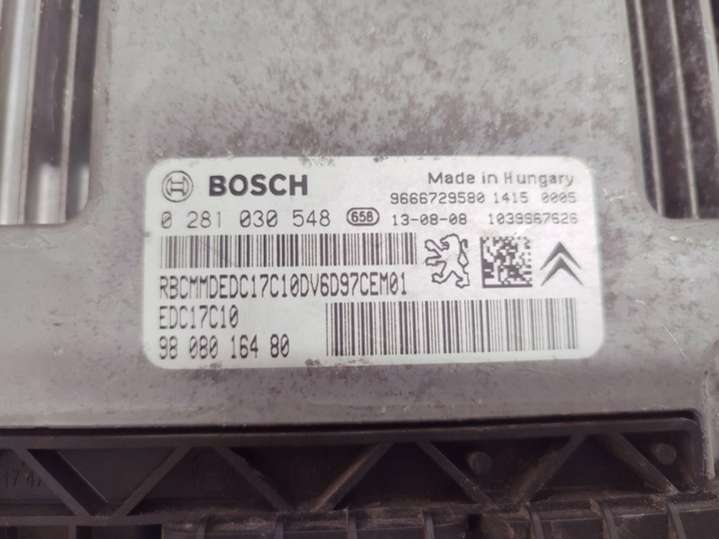 BOSCH
Made in Hungary
9666729580 1415 0005
0 281 030 548 658 13-08-08 1039S67626
RBCMMDEDC17C10DV6D97CEM01
EDC17C10
98 080 164 80